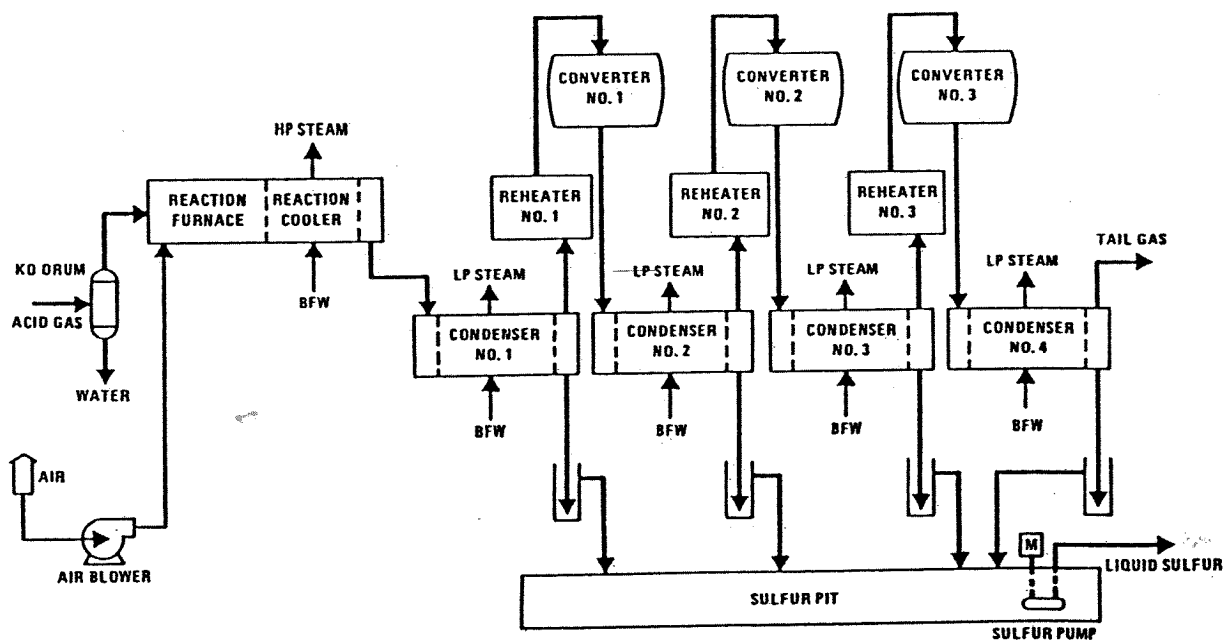 CONVERTER
NO. 1
CONVERTER
NO. 2
CONVERTER
NO. 3
HP STEAM
REACTION
FURNACE
REACTION
COOLER
REHEATER
NO. 1
REHEATER
NO. 2
REHEATER
NO. 3
TAIL GAS
KO DRUM
ACID GAS
BFW
LP STEAM
LP STEAM
LP STEAM
LP STEAM
CONDENSER
NO. 1
CONDENSER
NO. 2
CONDENSER
NO. 3
CONDENSER
NO. 4
WATER
BFW
BFW
BFW
BFW
AIR
AIR BLOWER
M
LIQUID SULFUR
SULFUR PIT
SULFUR PUMP